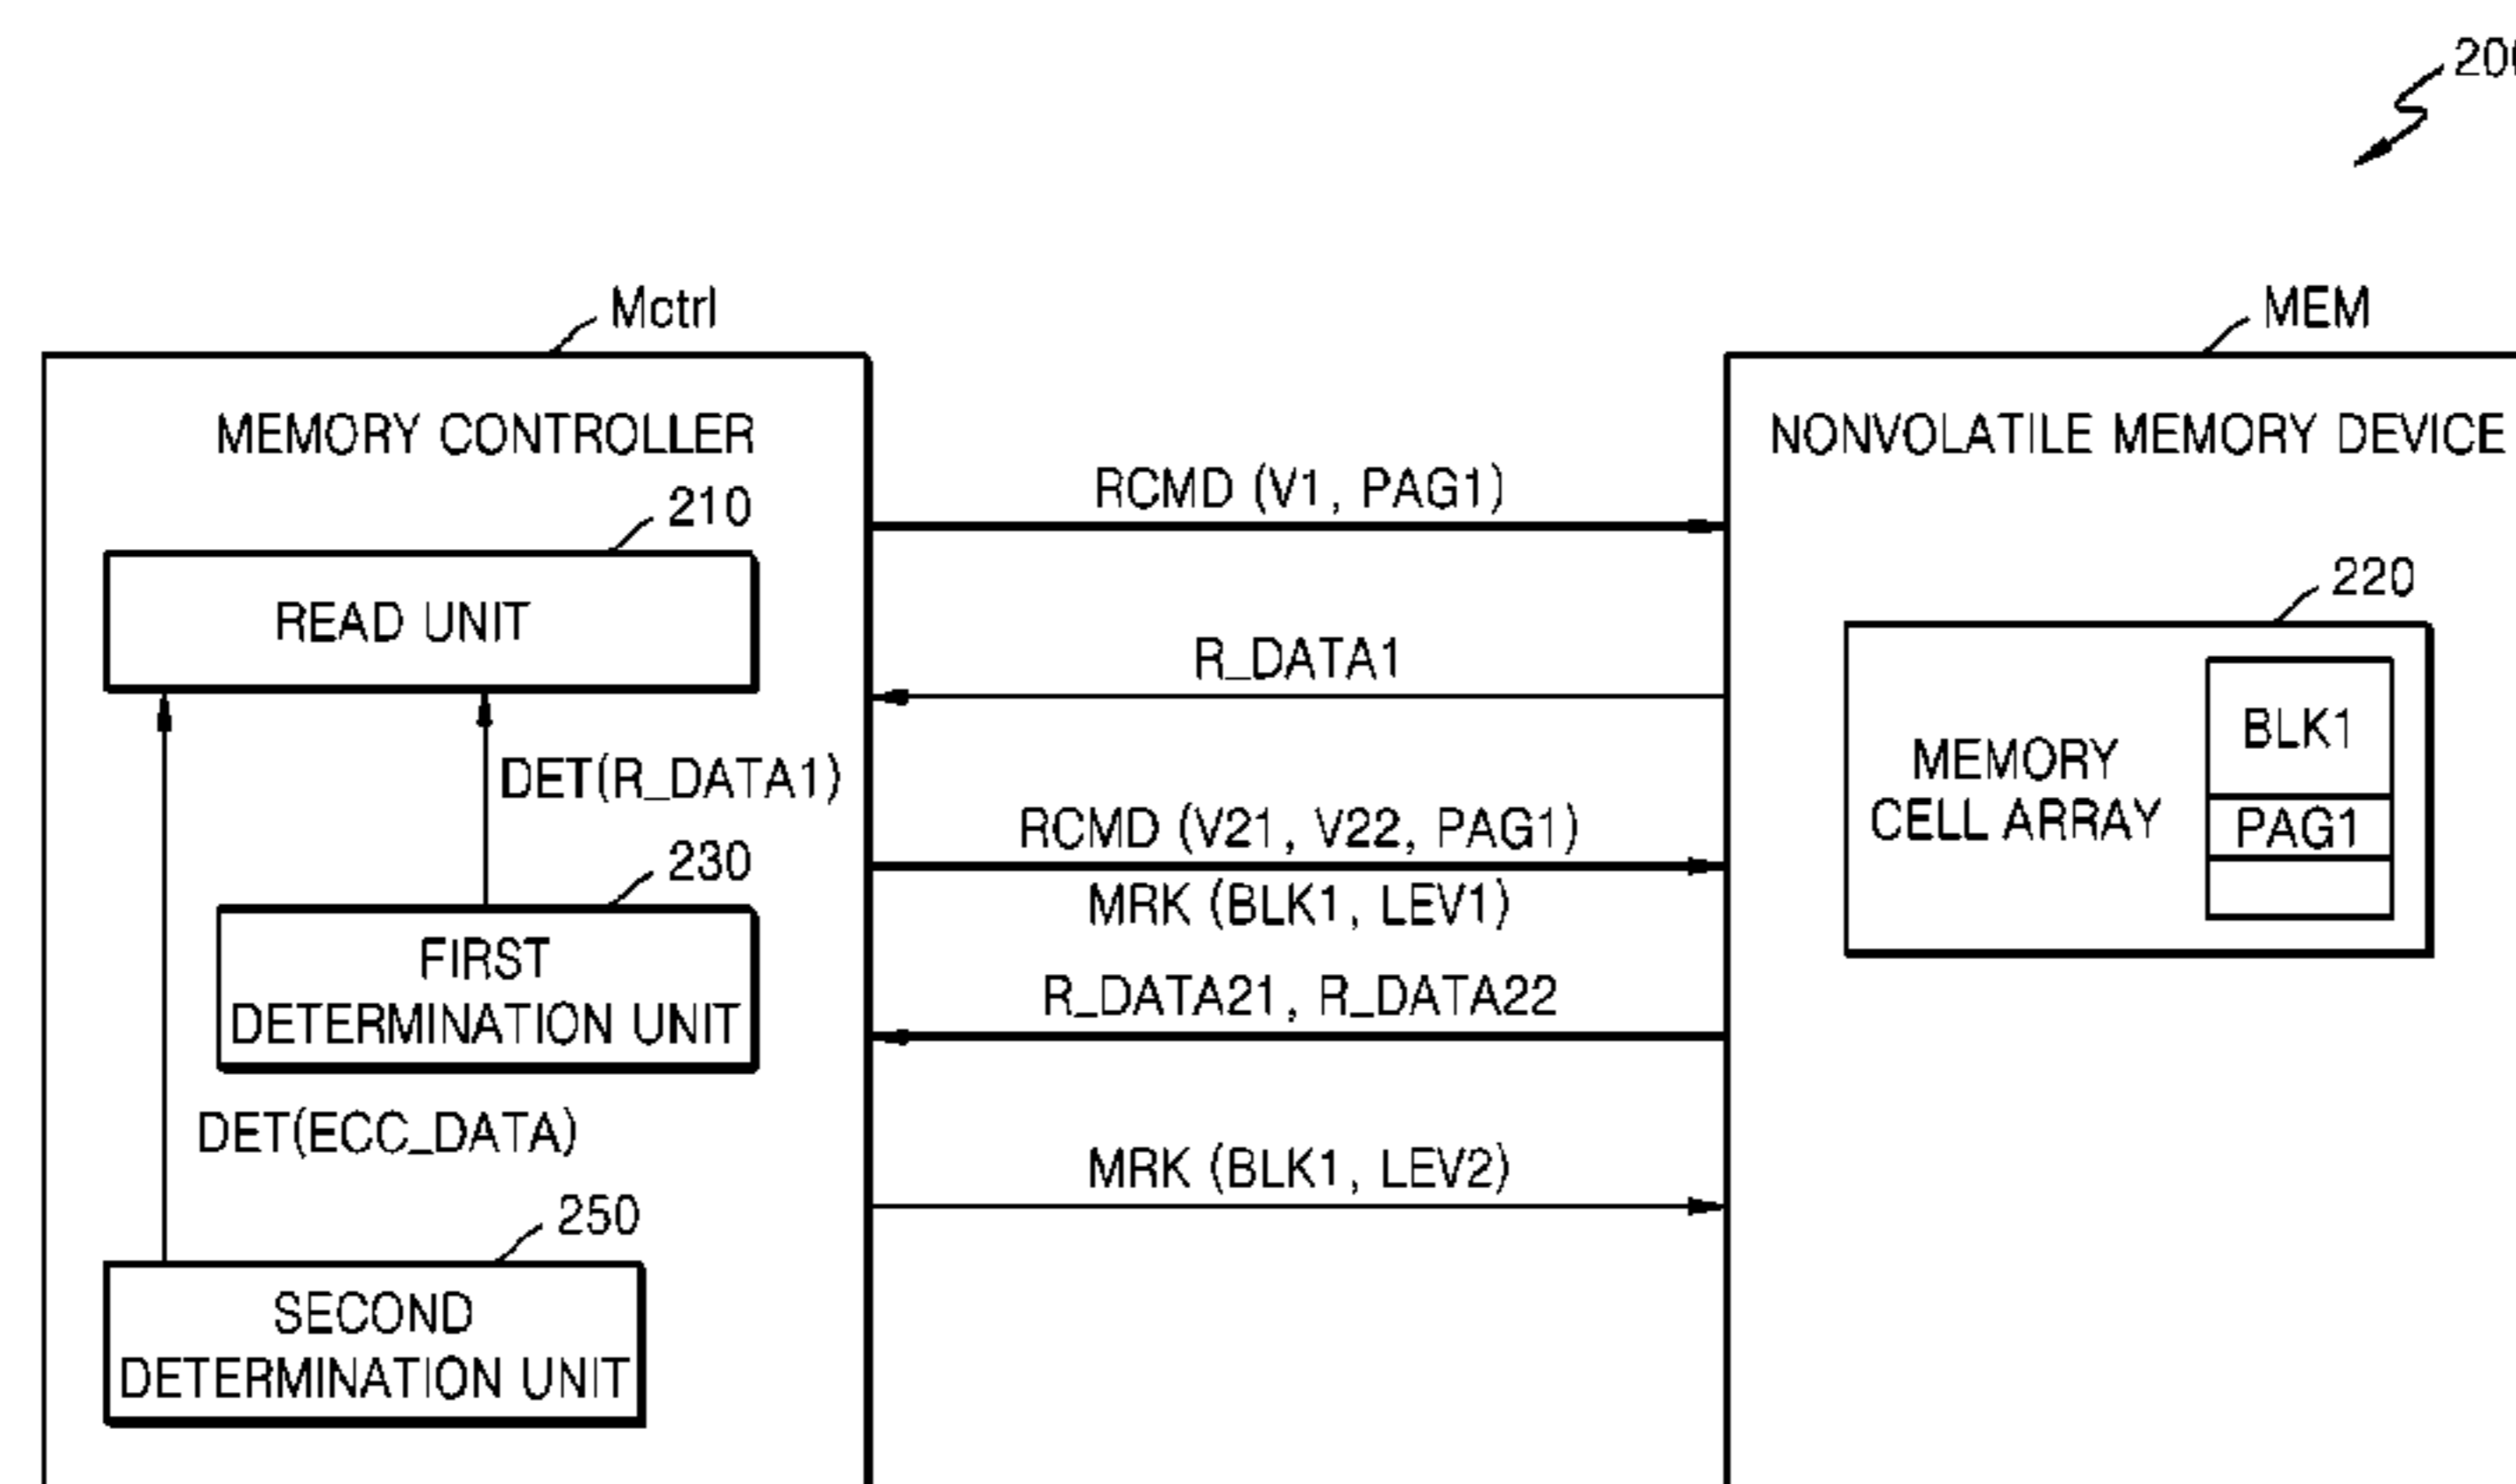 200
Mctrl
MEM
MEMORY CONTROLLER
NONVOLATILE MEMORY DEVICE
RCMD (V1, PAG1)
210
READ UNIT
220
R_DATA1
BLK1
MEMORY
CELL ARRAY
PAG1
DET(R_DATA1)
RCMD (V21, V22, PAG1)
MRK (BLK1, LEV1)
230
FIRST
DETERMINATION UNIT
R_DATA21, R_DATA22
DET(ECC_DATA)
MRK (BLK1, LEV2)
250
SECOND
DETERMINATION UNIT